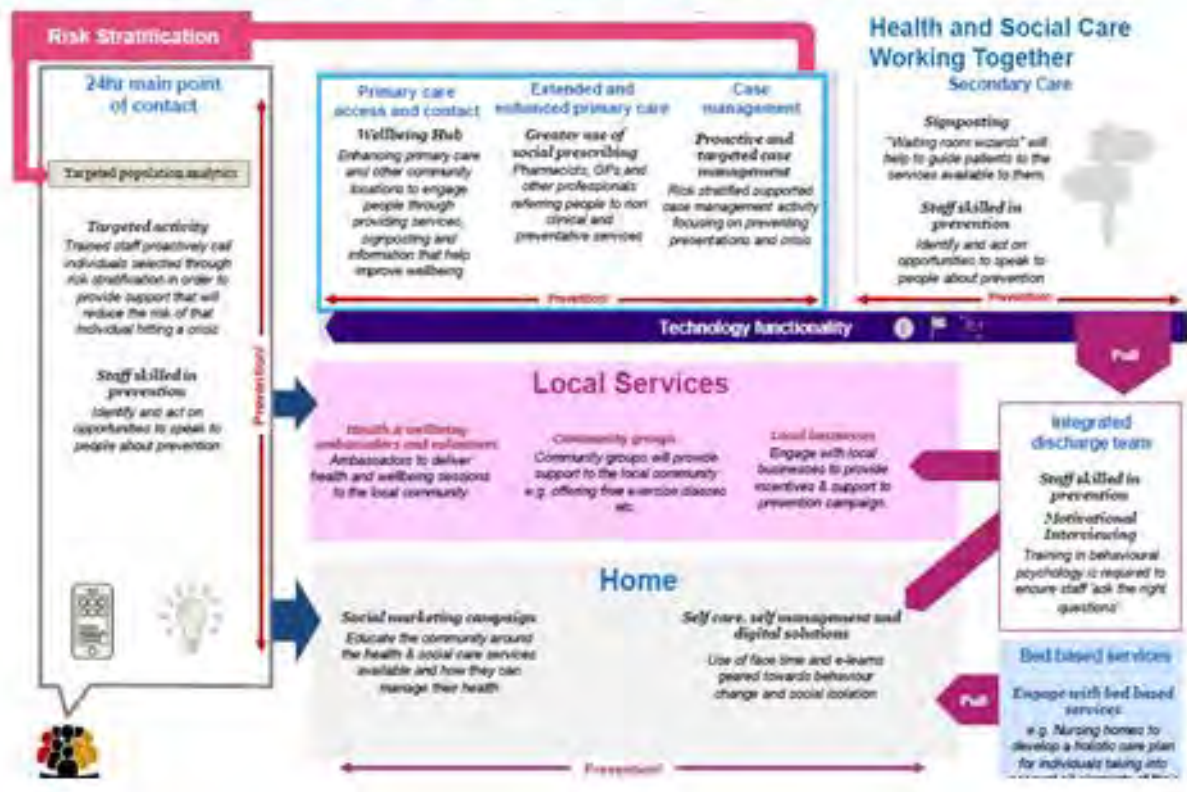 Risk Stratification
24hr main point
of contact
Targeted population analytics
Targeted activity
Trained staff proactively call
individuals selected through
risk stratification in order to
provide support that will
reduce the risk of that
individual hitting a crisis
Staff skilled in
prevention
Identify and act on
opportunities to speak to
people about prevention
Prevention!
Primary care
access and contact
Wellbeing Hub
Enhancing primary care
and other community
locations to engage
people through
providing services,
signposting and
information that help
improve wellbeing
Extended and
enhanced primary care
Greater use of
social prescribing
Pharmacists, GPs and
other professionals
referring people to non
clinical and
preventative services
Case
management
Proactive and
targeted case
management
Risk stratified supported
case management activity
focusing on preventing
presentations and crisis
Prevention!
Health and Social Care
Working Together
Secondary Care
Signposting
"Waiting room wizards" will
help to guide patients to the
services available to them
Staff skilled in
prevention
Identify and act on
opportunities to speak to
people about prevention
Prevention!
Technology functionality
Pull
Local Services
Health & wellbeing
ambassadors and volunteers
Ambassadors to deliver
health and wellbeing sessions
to the local community
Community groups
Community groups will provide
support to the local community
e.g. offering free exercise classes
etc.
Local businesses
Engage with local
businesses to provide
incentives & support to
prevention campaign.
Integrated
discharge team
Staff skilled in
prevention
Motivational
Interviewing
Training in behavioural
psychology is required to
ensure staff 'ask the right
questions'
Home
Social marketing campaign
Educate the community around
the health & social care services
available and how they can
manage their health
Self care, self management and
digital solutions
Use of face time and e-learns
geared towards behaviour
change and social isolation
Prevention!
Pull
Bed based services
Engage with bed based
services
e.g. Nursing homes to
develop a holistic care plan
for individuals taking into